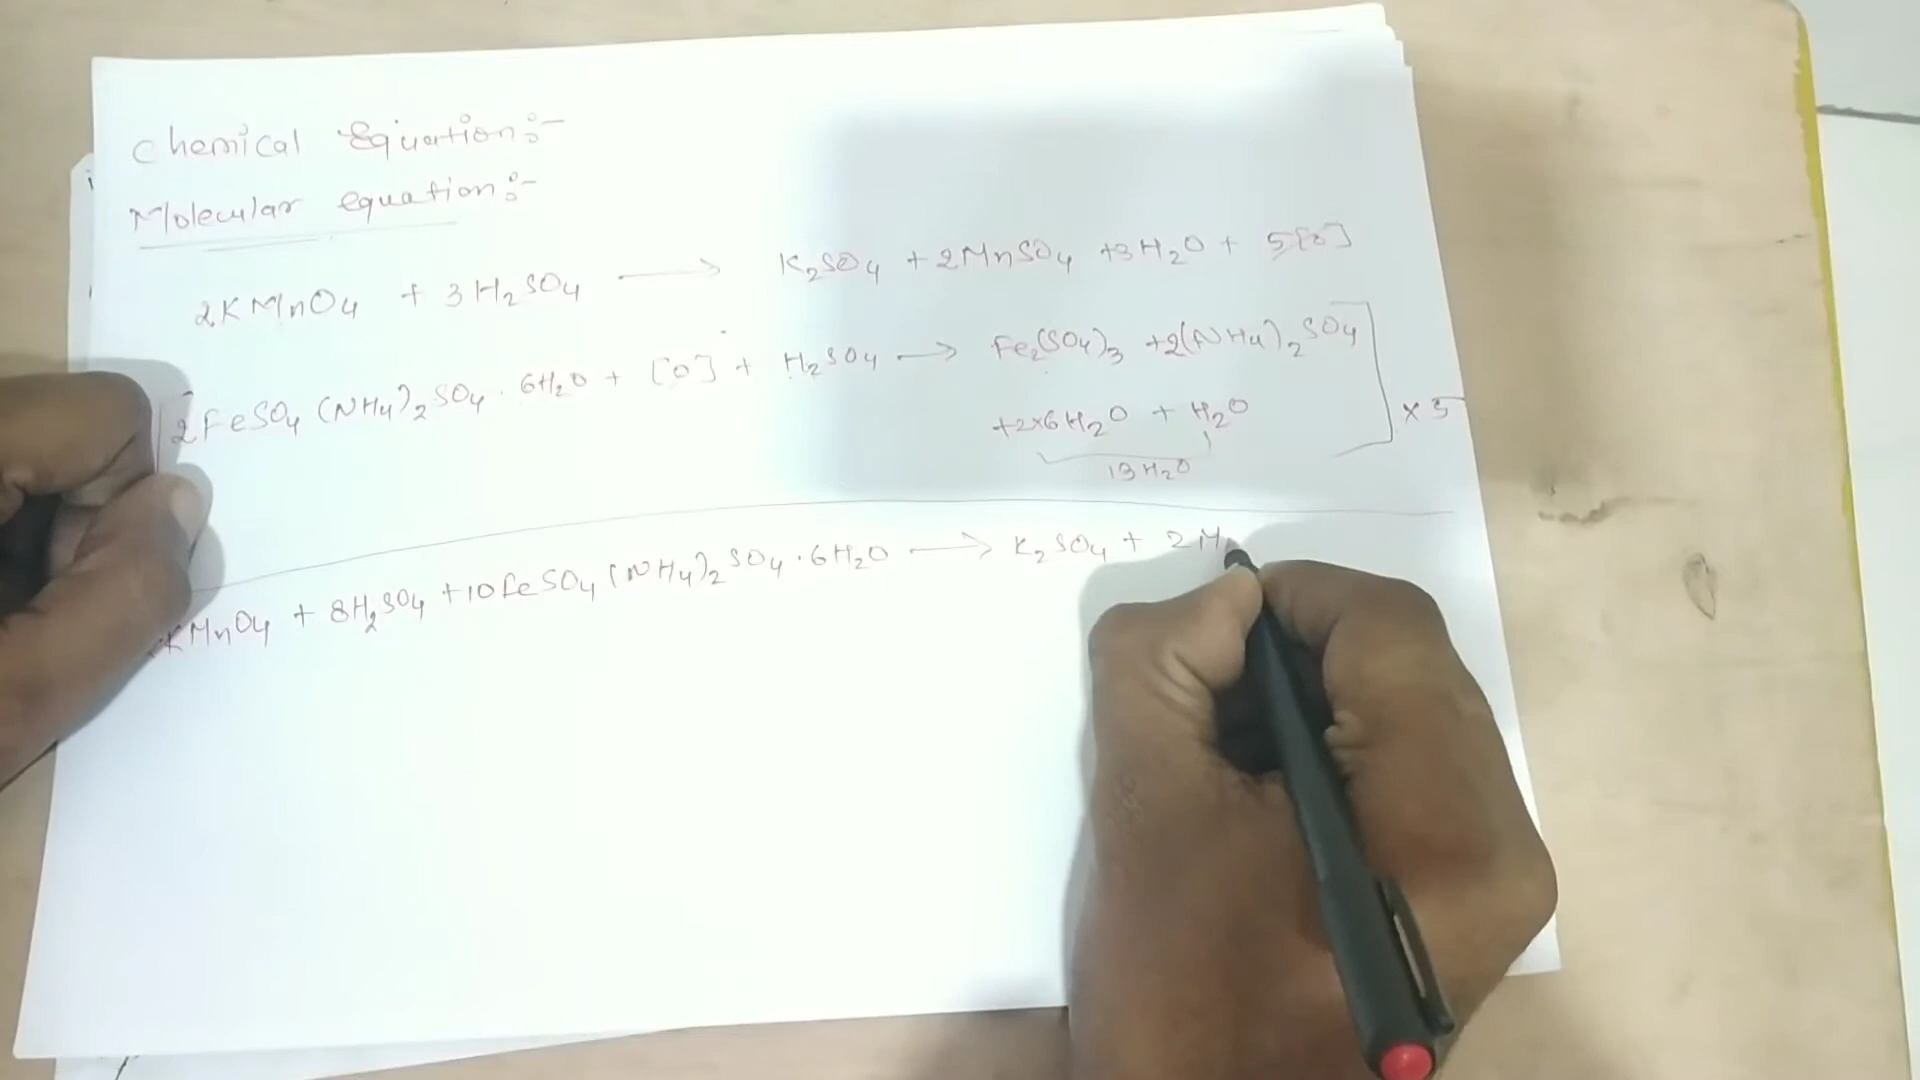 Chemical Equation:-
Molecular equation:-
2KMnO4 + 3H2SO4 → K2SO4 + 2MnSO4 + 3H2O + 5[O]
2FeSO4 (NH4)2SO4 . 6H2O + [O] + H2SO4 → Fe2(SO4)3 + 2(NH4)2SO4
+2×6H2O + H2O ] × 5
13H2O
KMnO4 + 8H2SO4 + 10FeSO4 (NH4)2SO4 . 6H2O → K2SO4 + 2M